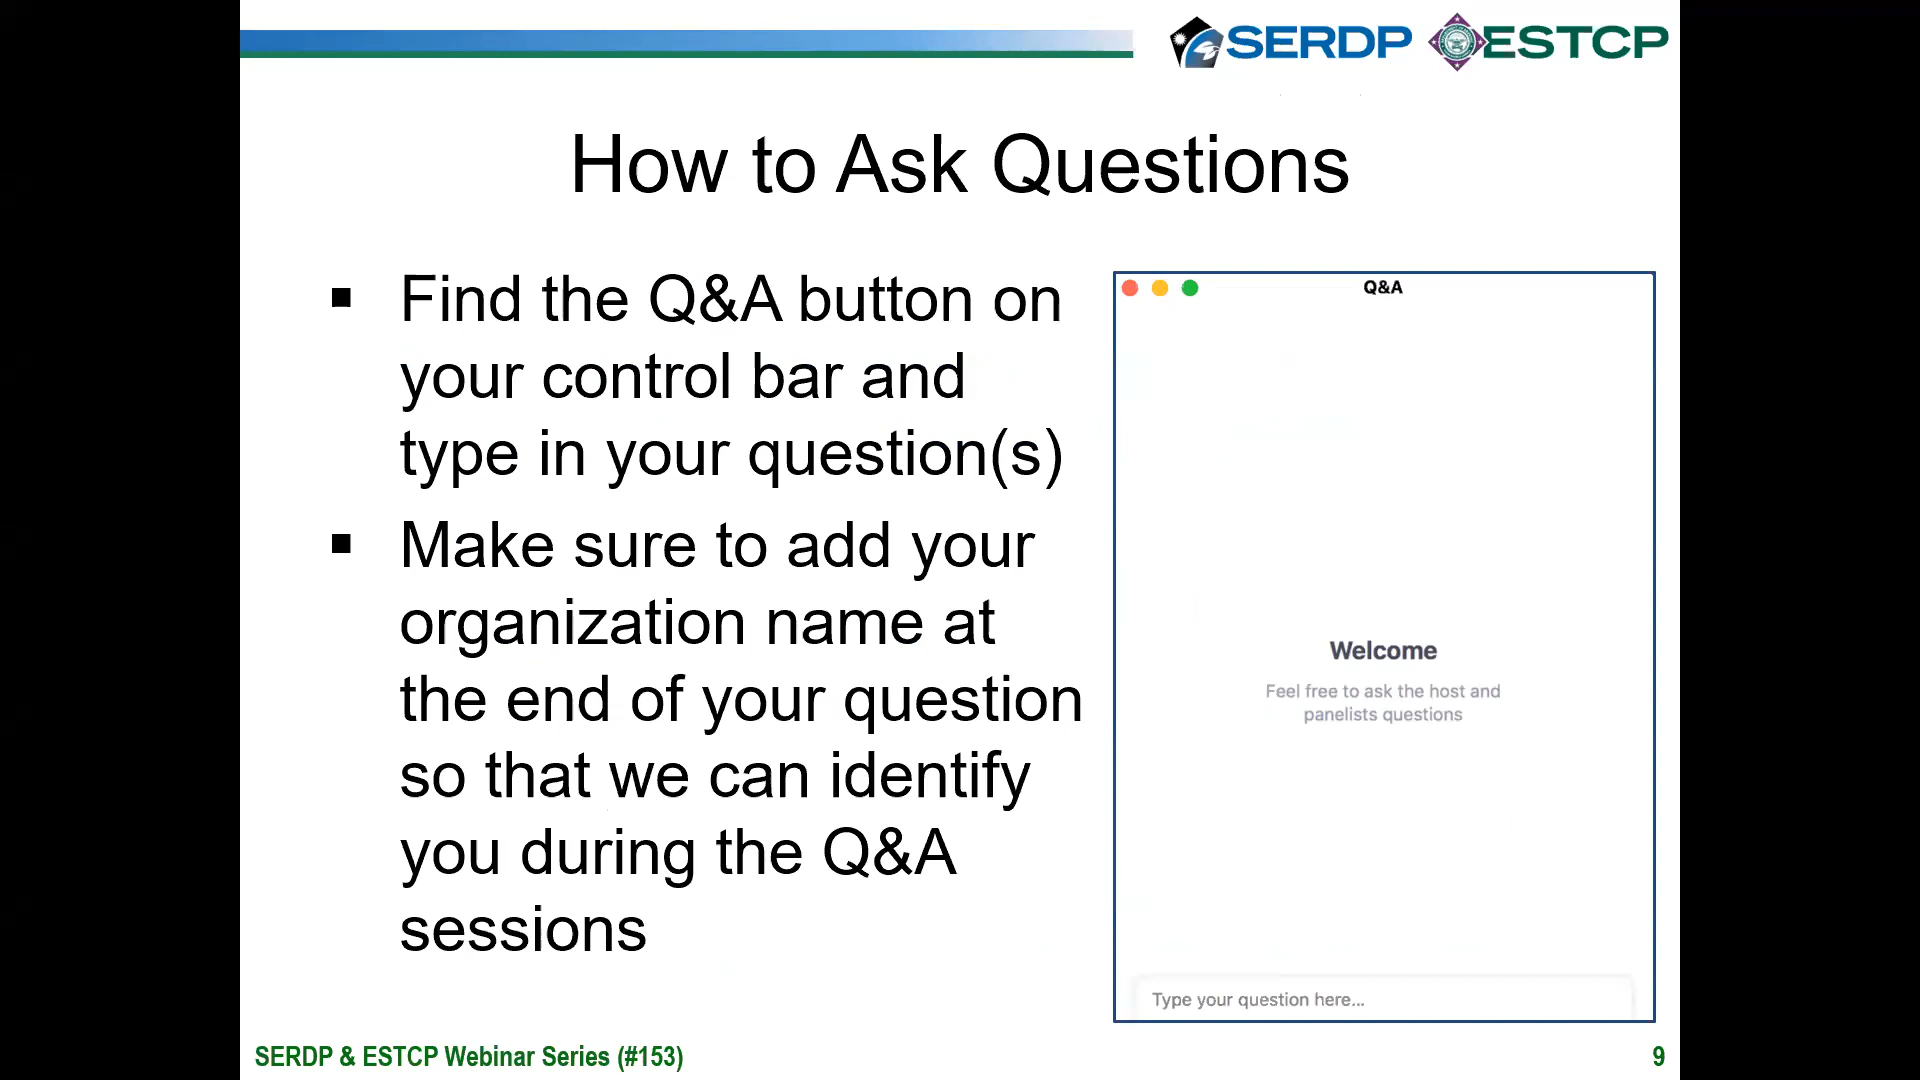 SERDP ESTCP
How to Ask Questions
▪ Find the Q&A button on
your control bar and
type in your question(s)
▪ Make sure to add your
organization name at
the end of your question
so that we can identify
you during the Q&A
sessions
Q&A
Welcome
Feel free to ask the host and
panelists questions
Type your question here...
SERDP & ESTCP Webinar Series (#153)
9